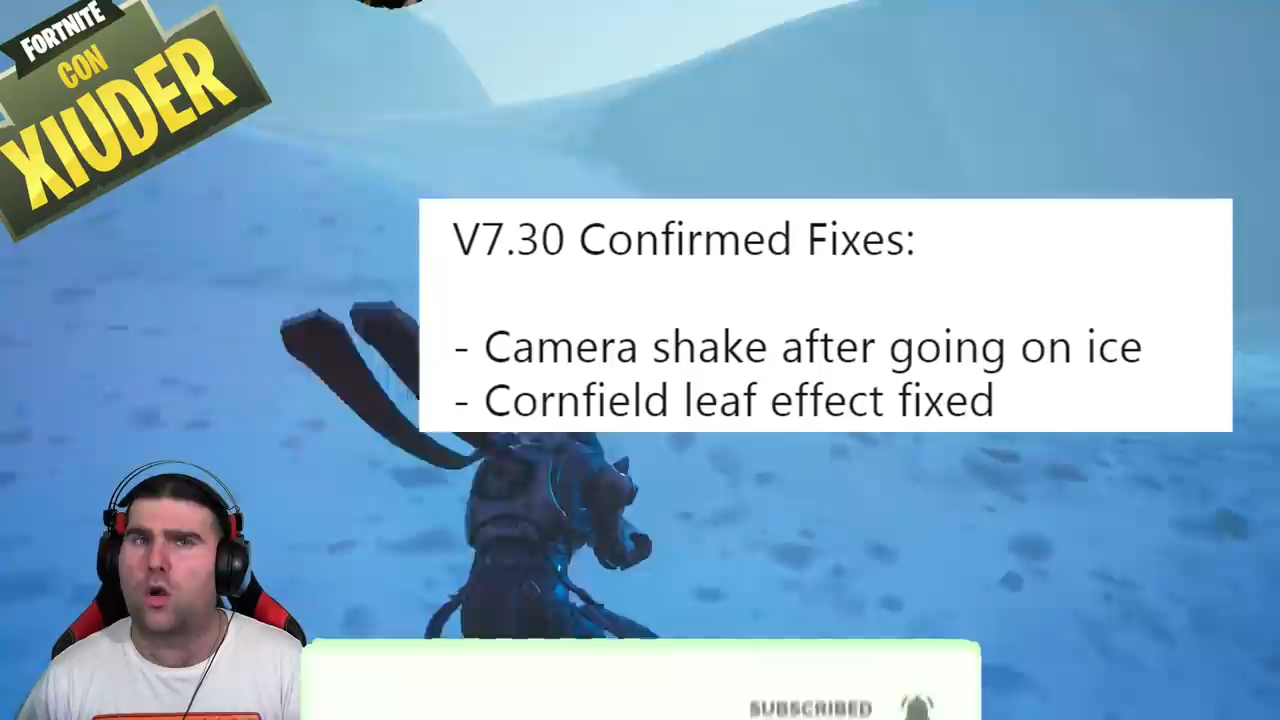 FORTNITE
CON
XIUDER
V7.30 Confirmed Fixes:
- Camera shake after going on ice
- Cornfield leaf effect fixed
SUBSCRIBED